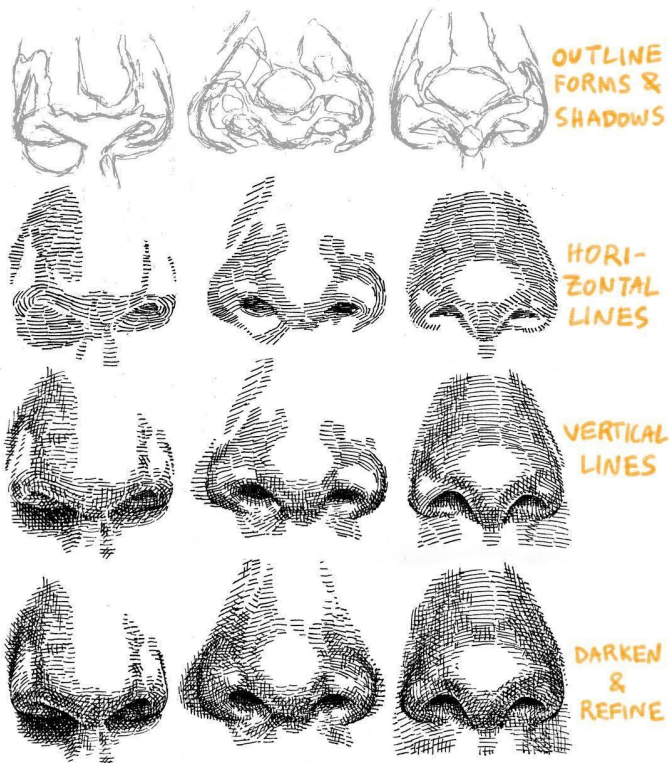 OUTLINE
FORMS &
SHADOWS
HORI-
ZONTAL
LINES
VERTICAL
LINES
DARKEN
&
REFINE